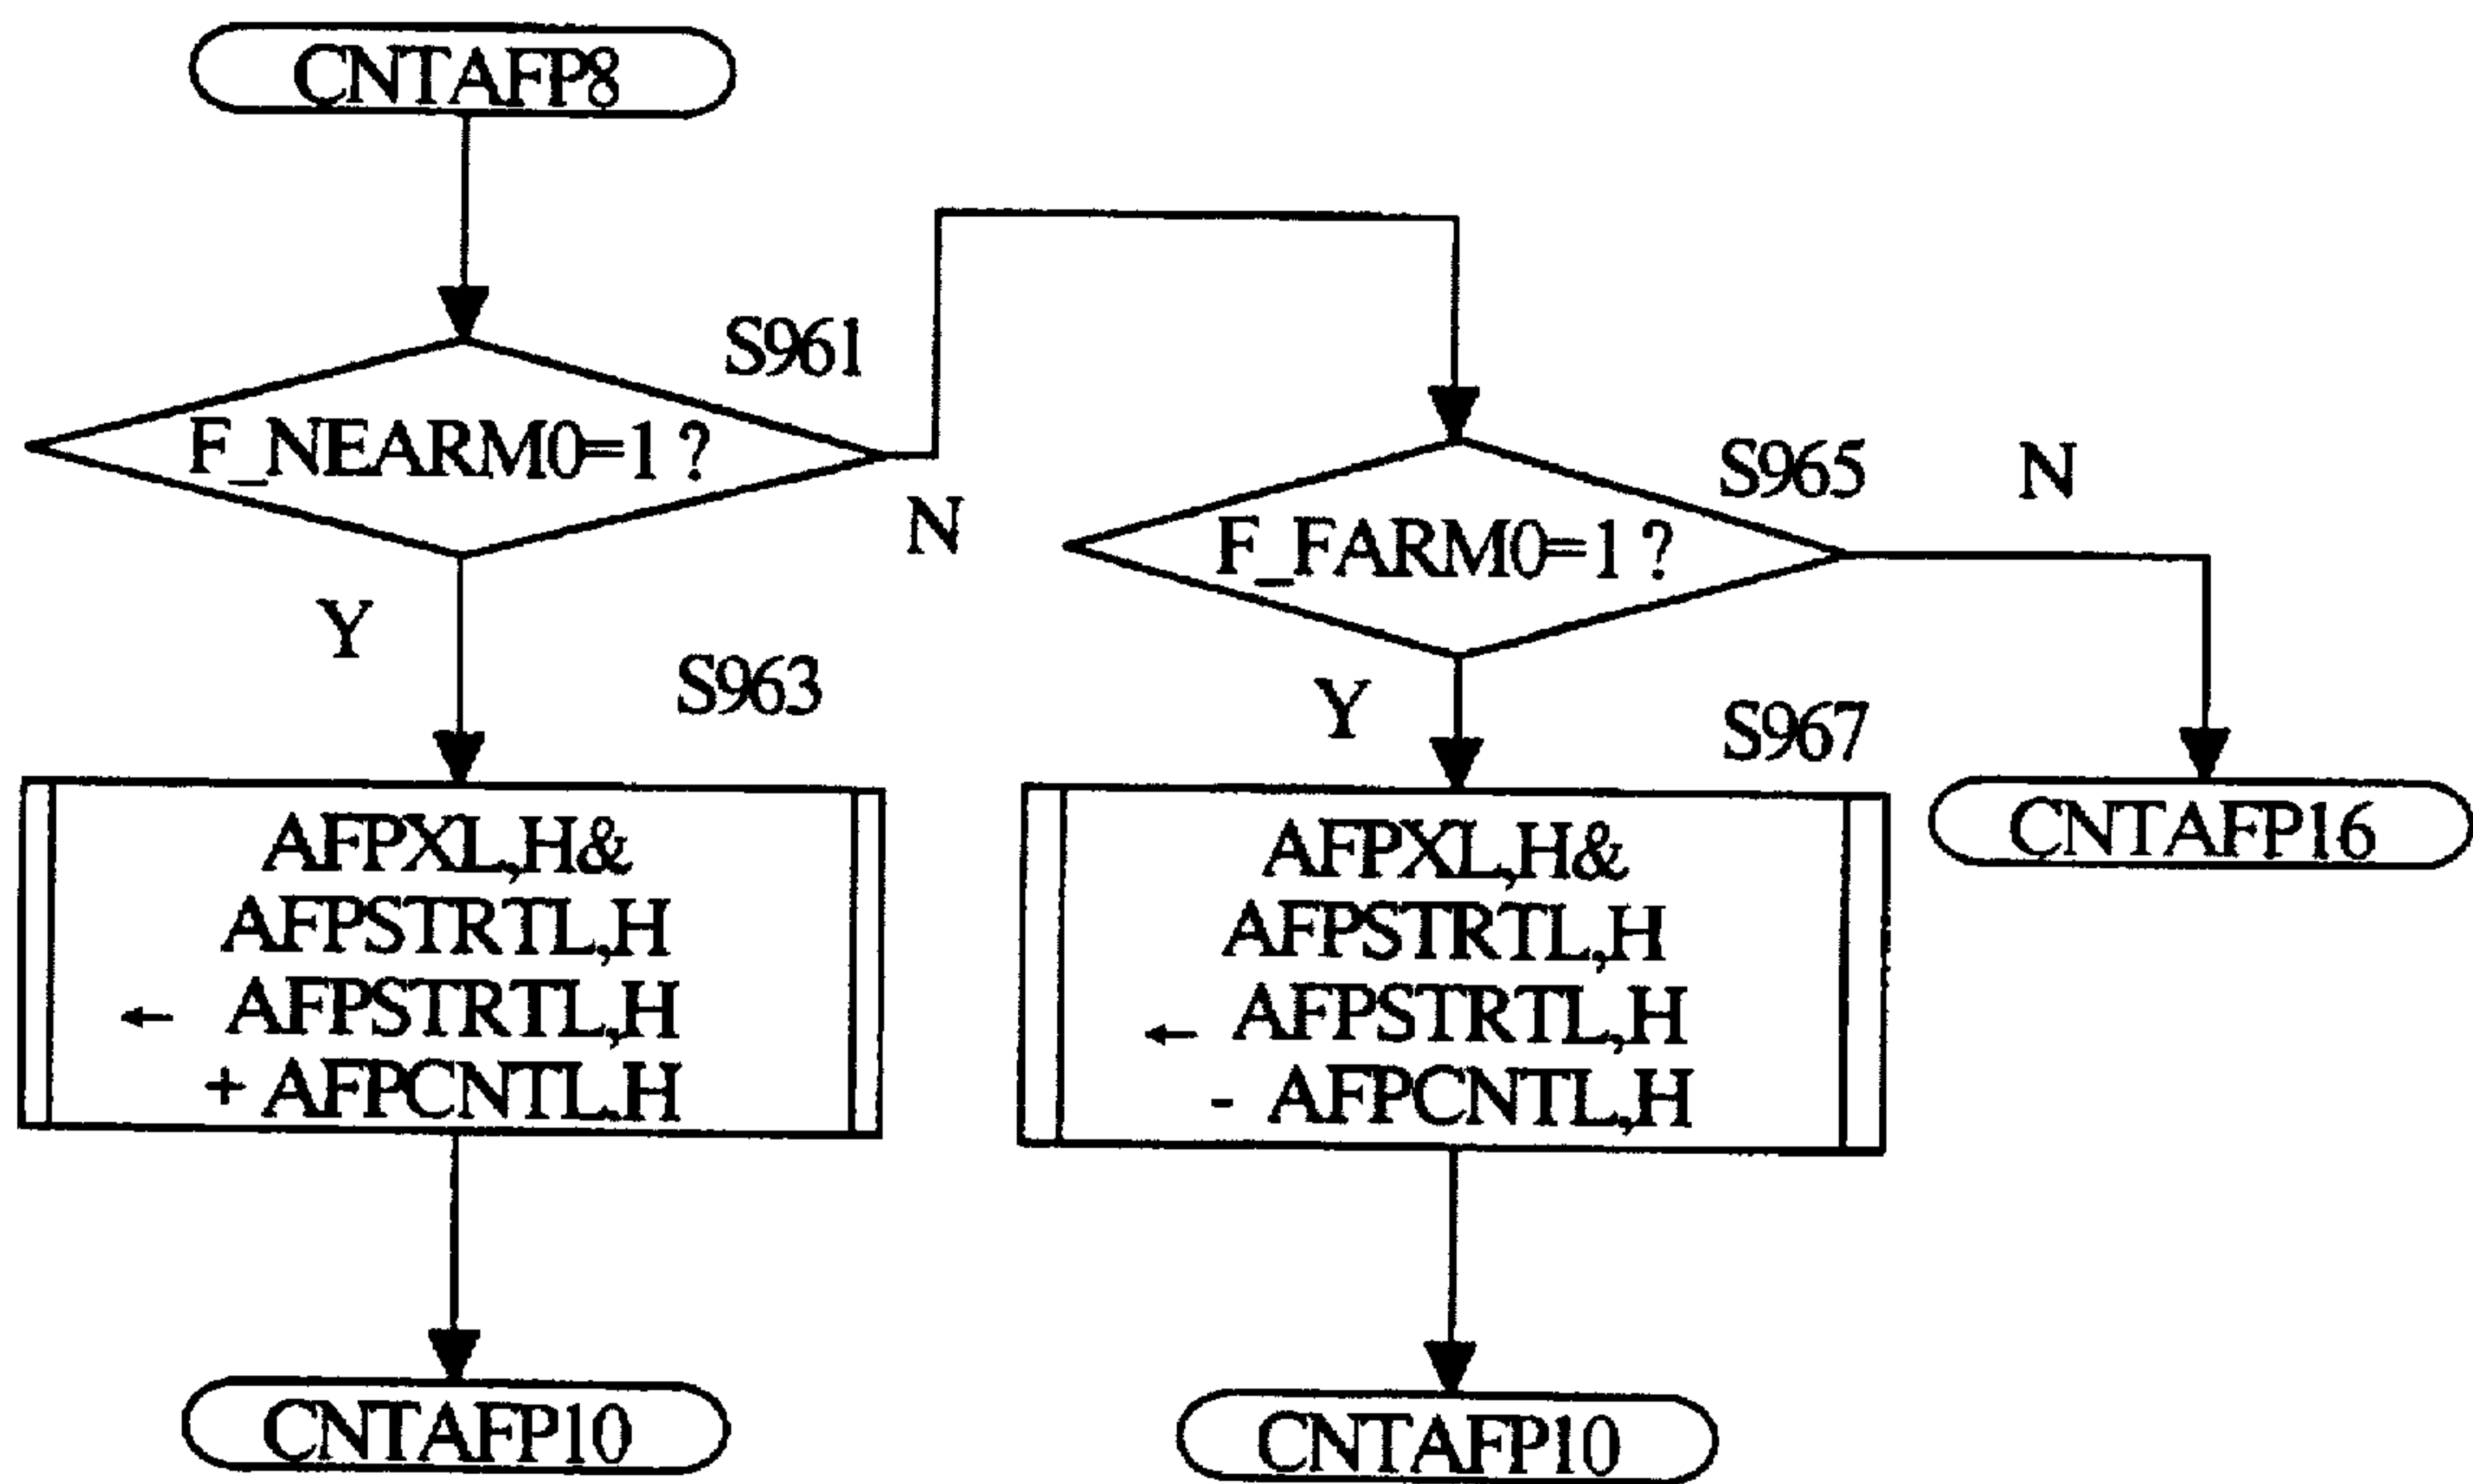 CNTAFP8
S961
F_NEARM0=1 ?
N
Y
S963
AFPXL,H&
AFPSTRTL,H
← AFPSTRTL,H
+ AFPCNTL,H
CNTAFP10
S965
N
F_FARM0=1 ?
Y
S967
AFPXL,H&
AFPSTRTL,H
← AFPSTRTL,H
- AFPCNTL,H
CNTAFP10
CNTAFP16